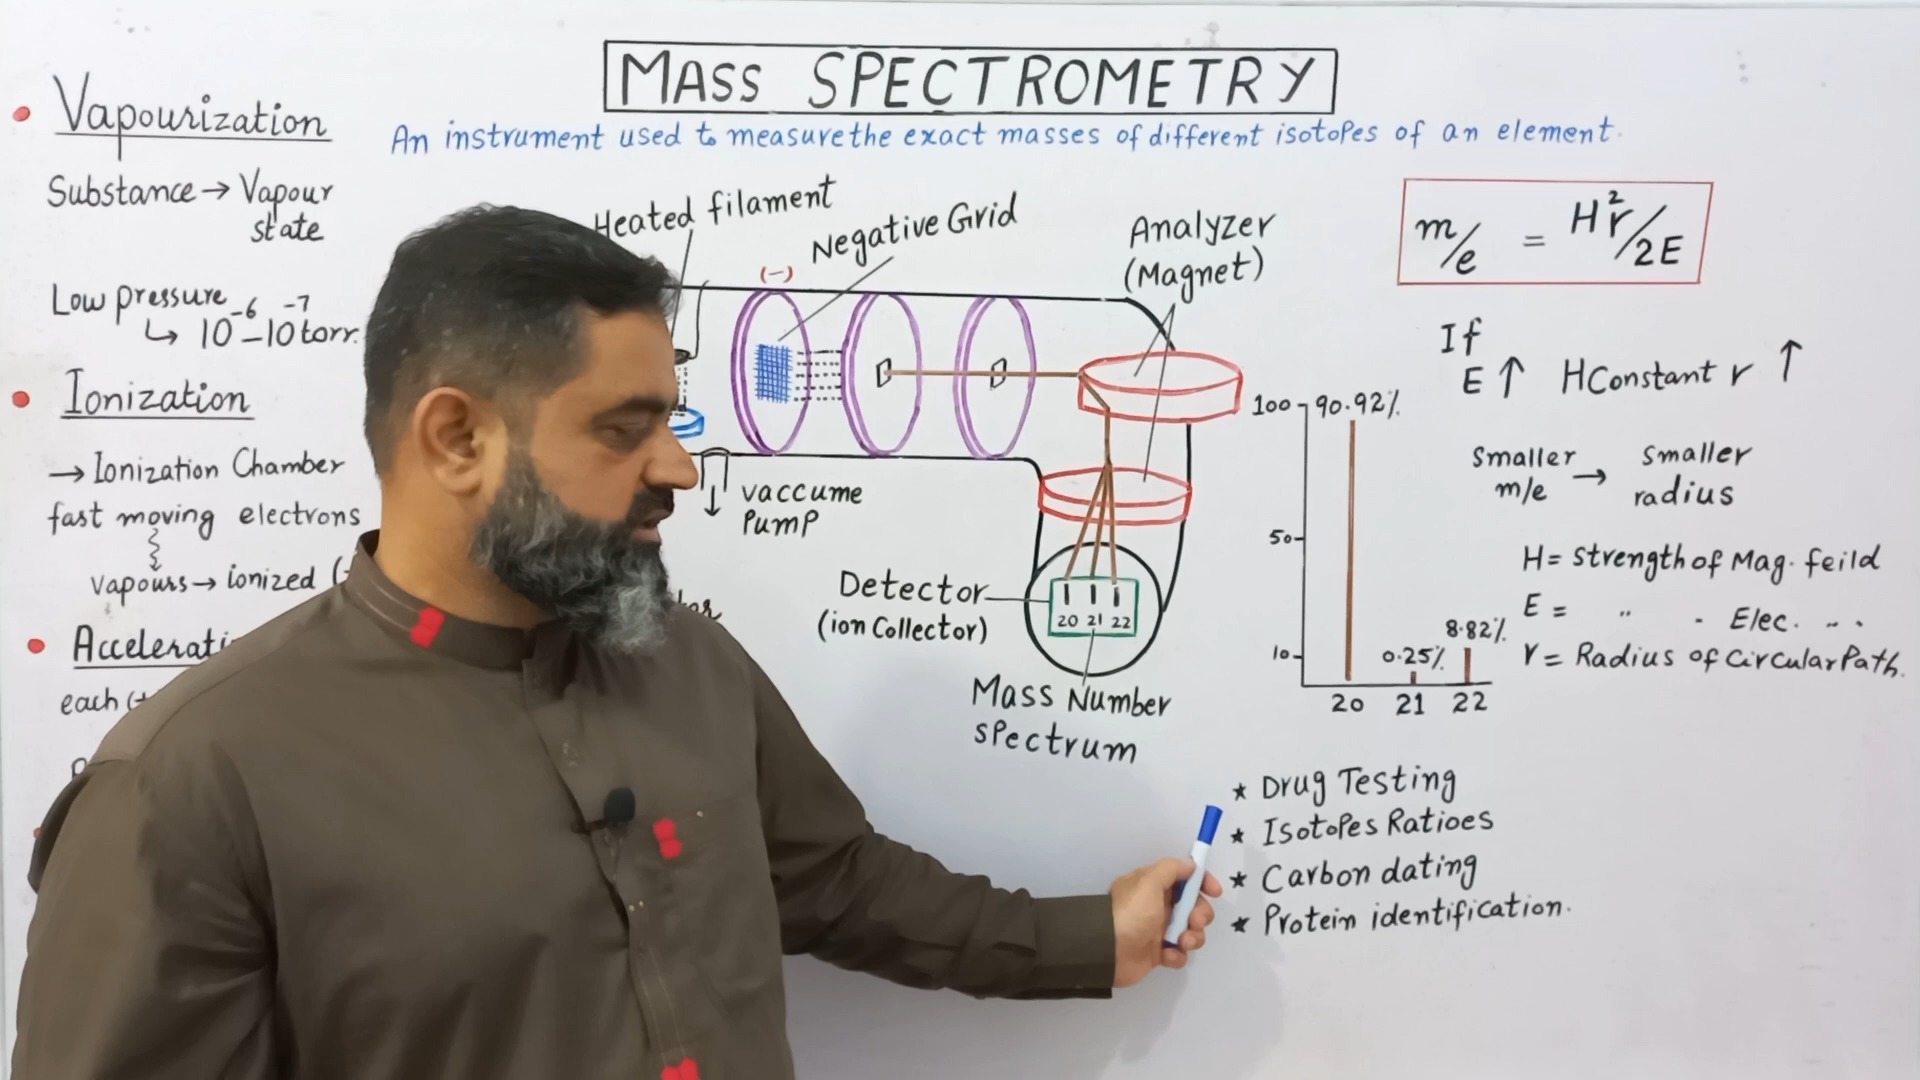 MASS SPECTROMETRY
An instrument used to measure the exact masses of different isotopes of an element.
• Vapourization
Substance → Vapour
state
Low pressure
↳ 10⁻⁶ – 10⁻⁷ torr.
• Ionization
→ Ionization Chamber
fast moving electrons
vapours → ionized (
• Accelerati
each (+
Heated filament
Negative Grid
(-)
Analyzer
(Magnet)
vaccume
PumP
Detector
(ion Collector)
20 21 22
Mass Number
spectrum
m/e = H²r/2E
If
E ↑ H Constant r ↑
Smaller → Smaller
m/e radius
H = Strength of Mag. feild
E = " - Elec. - -
r = Radius of Circular Path.
100 90.92%
50
10 0.25% 8.82%
20 21 22
* Drug Testing
* Isotopes Ratioes
* Carbon dating
* Protein identification.